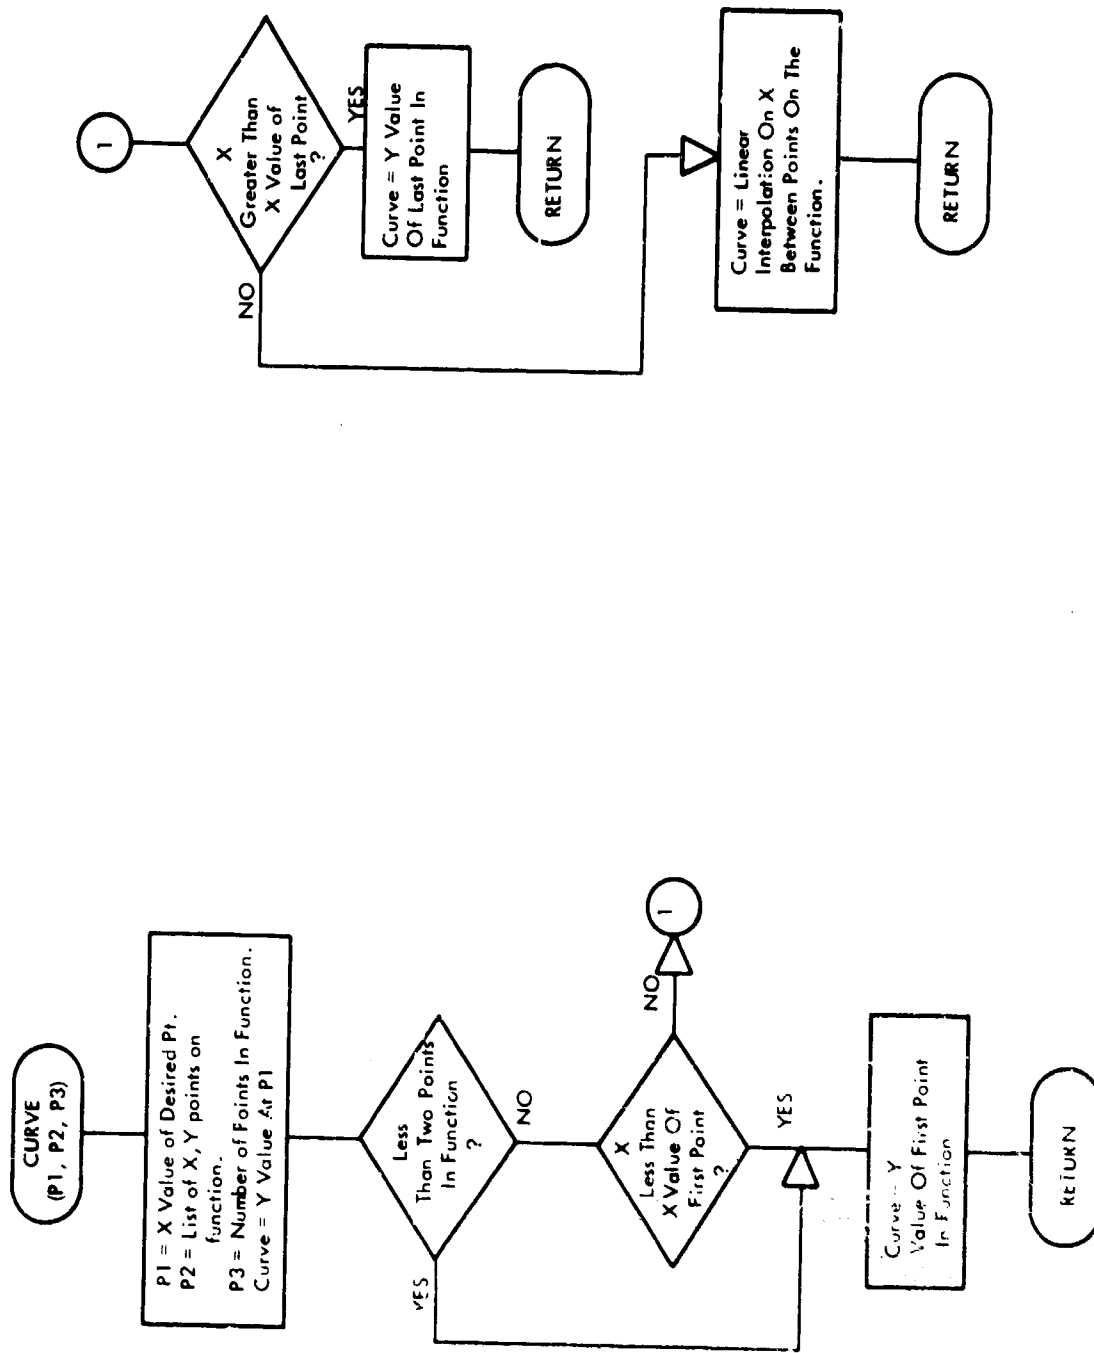 CURVE
(P1, P2, P3)
P1 = X Value of Desired Pt.
P2 = List of X, Y points on
function.
P3 = Number of Points In Function.
Curve = Y Value At P1
Less
Than Two Points
In Function
?
YES
NO
X
Less Than
X Value Of
First Point
?
NO
1
YES
Curve = Y
Value Of First Point
In Function
RETURN
1
X
Greater Than
X Value of
Last Point
?
NO
YES
Curve = Y Value
Of Last Point In
Function
RETURN
Curve = Linear
Interpolation On X
Between Points On The
Function.
RETURN